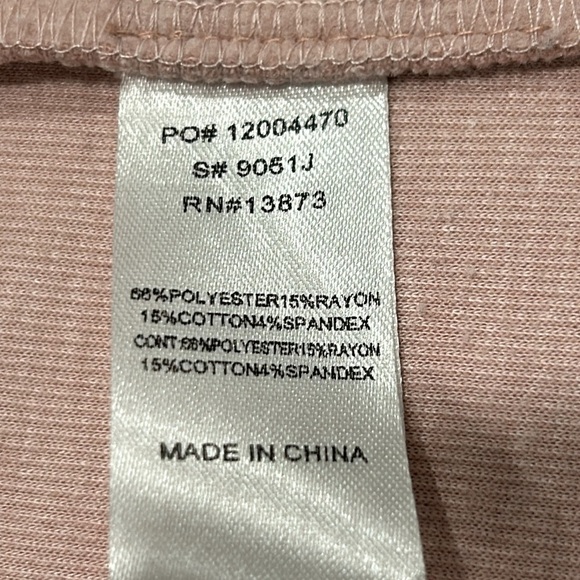 PO# 12004470
S# 9051J
RN#13873
66%POLYESTER15%RAYON
15%COTTON4%SPANDEX
CONT:66%POLYESTER15%RAYON
15%COTTON4%SPANDEX
MADE IN CHINA